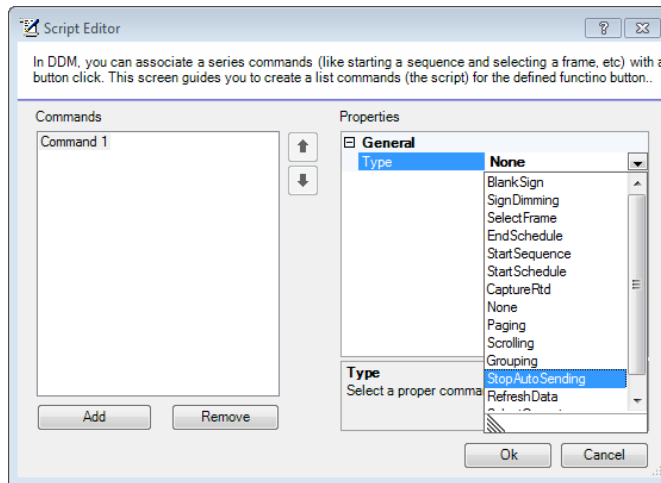 Script Editor
In DDM, you can associate a series commands (like starting a sequence and selecting a frame, etc) with a
button click. This screen guides you to create a list commands (the script) for the defined functino button..
Commands
Properties
Command 1
General
Type None
BlankSign
SignDimming
SelectFrame
EndSchedule
StartSequence
StartSchedule
CaptureRtd
None
Paging
Scrolling
Grouping
StopAutoSending
RefreshData
Type
Select a proper comma
Add
Remove
Ok
Cancel